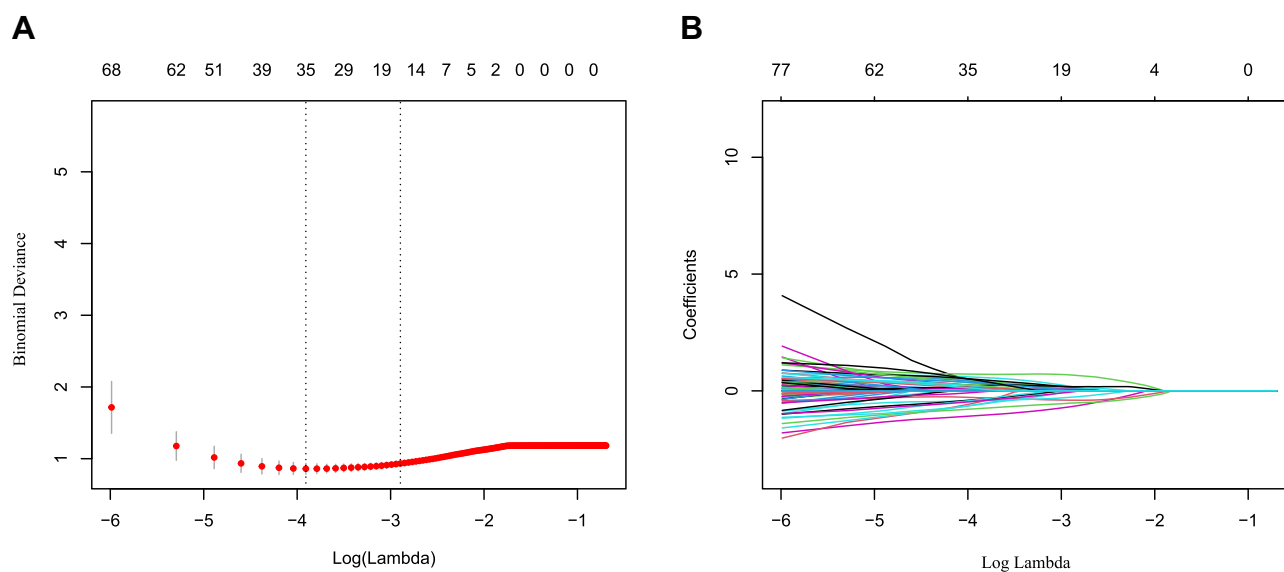 A
68 62 51 39 35 29 19 14 7 5 2 0 0 0 0
Binomial Deviance
5
4
3
2
1
−6 −5 −4 −3 −2 −1
Log(Lambda)
B
77 62 35 19 4 0
Coefficients
10
5
0
−6 −5 −4 −3 −2 −1
Log Lambda